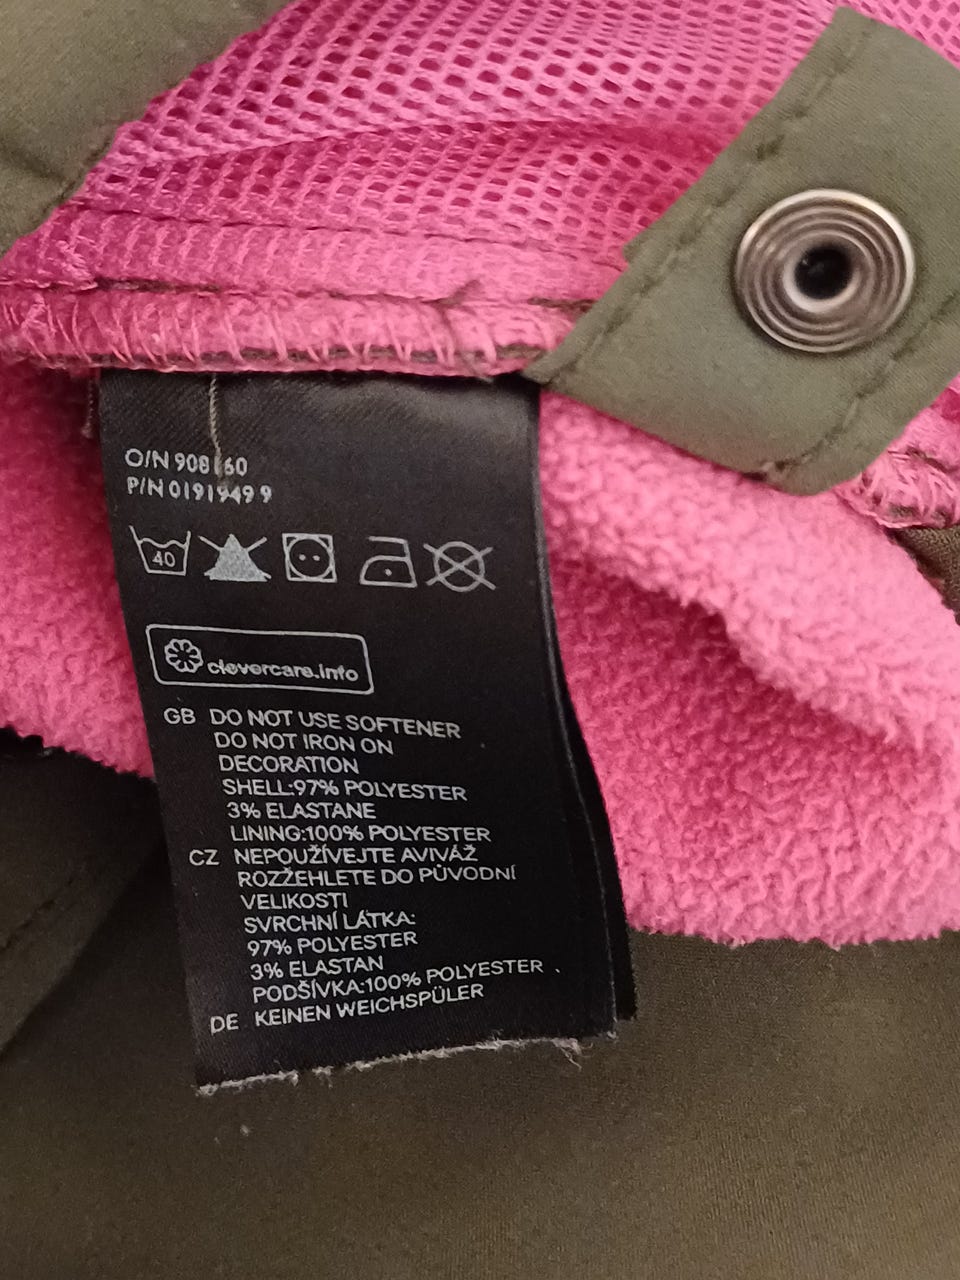 O/N 908160
P/N 0191949 9
40
clevercare.info
GB DO NOT USE SOFTENER
DO NOT IRON ON
DECORATION
SHELL:97% POLYESTER
3% ELASTANE
LINING:100% POLYESTER
CZ NEPOUŽÍVEJTE AVIVÁŽ
ROZŽEHLETE DO PŮVODNÍ
VELIKOSTI
SVRCHNÍ LÁTKA:
97% POLYESTER
3% ELASTAN
PODŠÍVKA:100% POLYESTER .
DE KEINEN WEICHSPÜLER